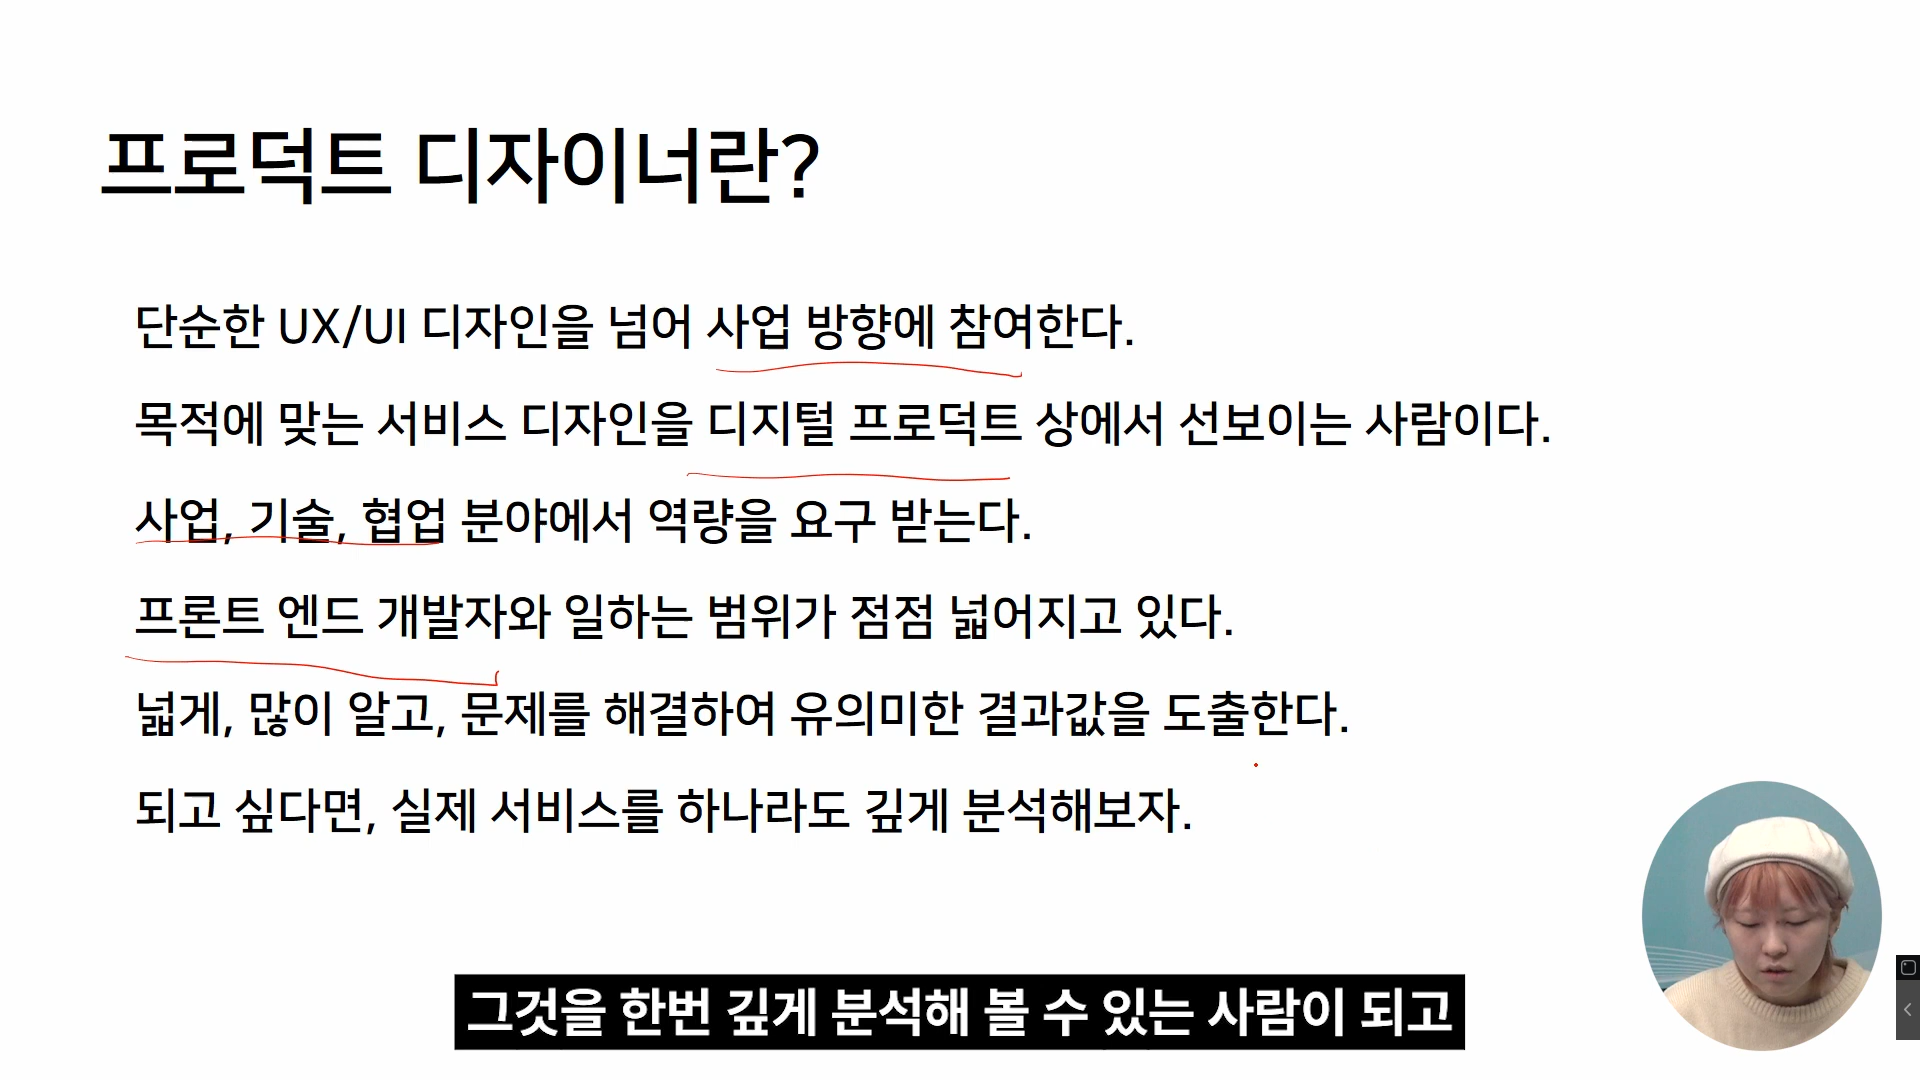 프로덕트 디자이너란?
단순한 UX/UI 디자인을 넘어 사업 방향에 참여한다.
목적에 맞는 서비스 디자인을 디지털 프로덕트 상에서 선보이는 사람이다.
사업, 기술, 협업 분야에서 역량을 요구 받는다.
프론트 엔드 개발자와 일하는 범위가 점점 넓어지고 있다.
넓게, 많이 알고, 문제를 해결하여 유의미한 결과값을 도출한다.
되고 싶다면, 실제 서비스를 하나라도 깊게 분석해보자.
그것을 한번 깊게 분석해 볼 수 있는 사람이 되고